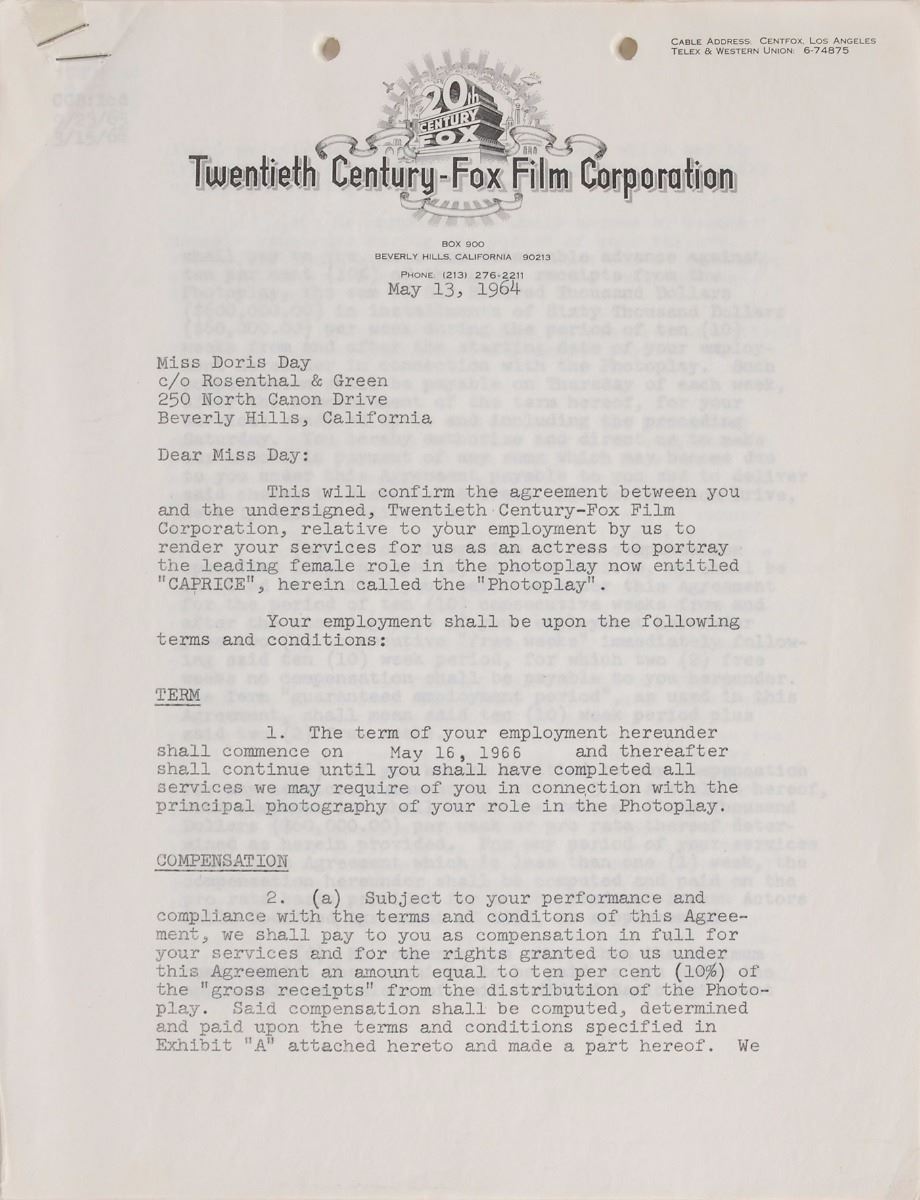 CABLE ADDRESS: CENTFOX, LOS ANGELES
TELEX & WESTERN UNION: 6-74875
20th
CENTURY
FOX
Twentieth Century-Fox Film Corporation
BOX 900
BEVERLY HILLS, CALIFORNIA 90213
PHONE: (213) 276-2211
May 13, 1964
Miss Doris Day
c/o Rosenthal & Green
250 North Canon Drive
Beverly Hills, California
Dear Miss Day:
This will confirm the agreement between you
and the undersigned, Twentieth Century-Fox Film
Corporation, relative to your employment by us to
render your services for us as an actress to portray
the leading female role in the photoplay now entitled
"CAPRICE", herein called the "Photoplay".
Your employment shall be upon the following
terms and conditions:
TERM
1. The term of your employment hereunder
shall commence on May 16, 1966 and thereafter
shall continue until you shall have completed all
services we may require of you in connection with the
principal photography of your role in the Photoplay.
COMPENSATION
2. (a) Subject to your performance and
compliance with the terms and conditons of this Agree-
ment, we shall pay to you as compensation in full for
your services and for the rights granted to us under
this Agreement an amount equal to ten per cent (10%) of
the "gross receipts" from the distribution of the Photo-
play. Said compensation shall be computed, determined
and paid upon the terms and conditions specified in
Exhibit "A" attached hereto and made a part hereof. We